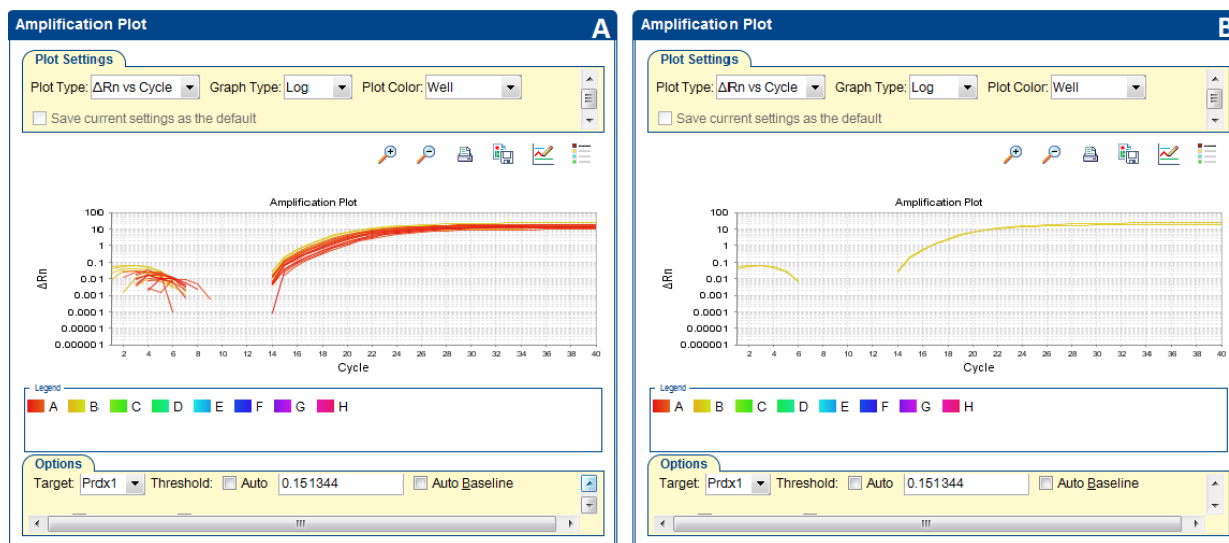 Amplification Plot A
Plot Settings
Plot Type: ΔRn vs Cycle Graph Type: Log Plot Color: Well
Save current settings as the default
Amplification Plot
100
10
1
0.1
0.01
0.001
0.0001
0.00001
0.000001
ΔRn
2 4 6 8 10 12 14 16 18 20 22 24 26 28 30 32 34 36 38 40
Cycle
Legend
A B C D E F G H
Options
Target: Prdx1 Threshold: Auto 0.151344 Auto Baseline
Amplification Plot B
Plot Settings
Plot Type: ΔRn vs Cycle Graph Type: Log Plot Color: Well
Save current settings as the default
Amplification Plot
100
10
1
0.1
0.01
0.001
0.0001
0.00001
0.000001
ΔRn
2 4 6 8 10 12 14 16 18 20 22 24 26 28 30 32 34 36 38 40
Cycle
Legend
A B C D E F G H
Options
Target: Prdx1 Threshold: Auto 0.151344 Auto Baseline